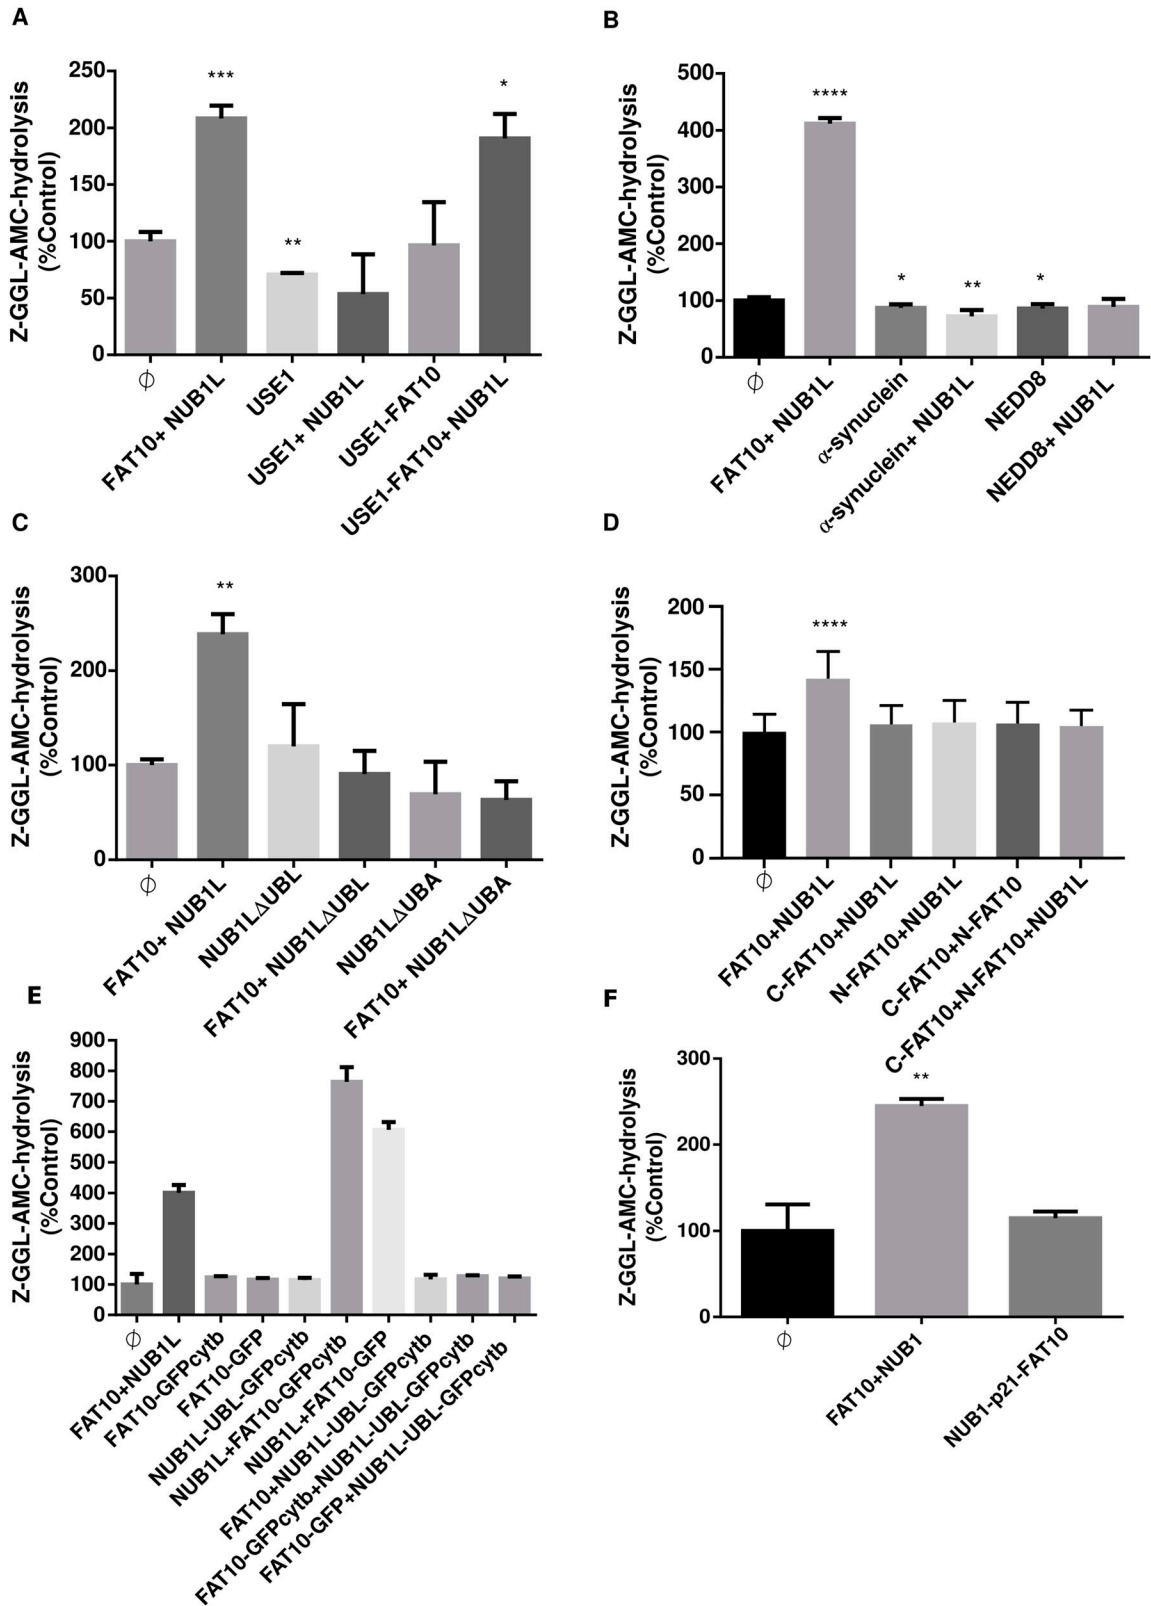 A
Z-GGL-AMC-hydrolysis
(%Control)
250
200
150
100
50
0
***
**
*
∅
FAT10+ NUB1L
USE1
USE1+ NUB1L
USE1-FAT10
USE1-FAT10+ NUB1L
B
Z-GGL-AMC-hydrolysis
(%Control)
500
400
300
200
100
0
****
*
**
*
∅
FAT10+ NUB1L
α-synuclein
α-synuclein+ NUB1L
NEDD8
NEDD8+ NUB1L
C
Z-GGL-AMC-hydrolysis
(%Control)
300
200
100
0
**
∅
FAT10+ NUB1L
NUB1LΔUBL
FAT10+ NUB1LΔUBL
NUB1LΔUBA
FAT10+ NUB1LΔUBA
D
Z-GGL-AMC-hydrolysis
(%Control)
200
150
100
50
0
****
∅
FAT10+NUB1L
C-FAT10+NUB1L
N-FAT10+NUB1L
C-FAT10+N-FAT10
C-FAT10+N-FAT10+NUB1L
E
Z-GGL-AMC-hydrolysis
(%Control)
900
800
700
600
500
400
300
200
100
0
∅
FAT10+NUB1L
FAT10-GFPcytb
FAT10-GFP
NUB1L-UBL-GFPcytb
NUB1L+FAT10-GFPcytb
NUB1L+FAT10-GFP
FAT10+NUB1L-UBL-GFPcytb
FAT10-GFPcytb+NUB1L-UBL-GFPcytb
FAT10-GFP+NUB1L-UBL-GFPcytb
F
Z-GGL-AMC-hydrolysis
(%Control)
300
200
100
0
**
∅
FAT10+NUB1
NUB1-p21-FAT10